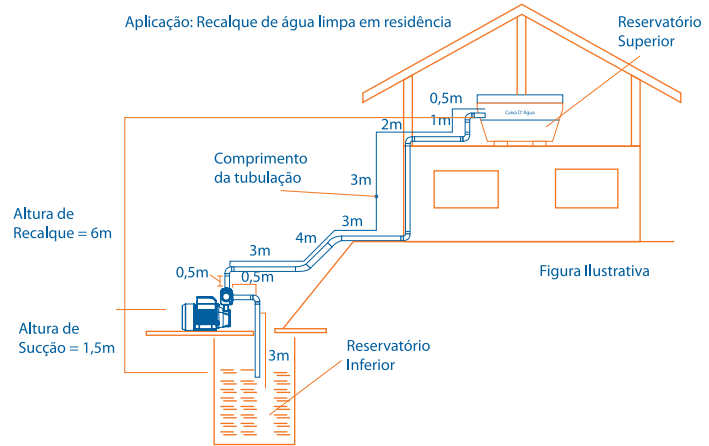 Aplicação: Recalque de água limpa em residência
Reservatório
Superior
0,5m
Caixa D'Água
1m
2m
Comprimento
da tubulação
3m
Altura de
Recalque = 6m
3m
4m
3m
0,5m
0,5m
Figura Ilustrativa
Altura de
Sucção = 1,5m
3m
Reservatório
Inferior